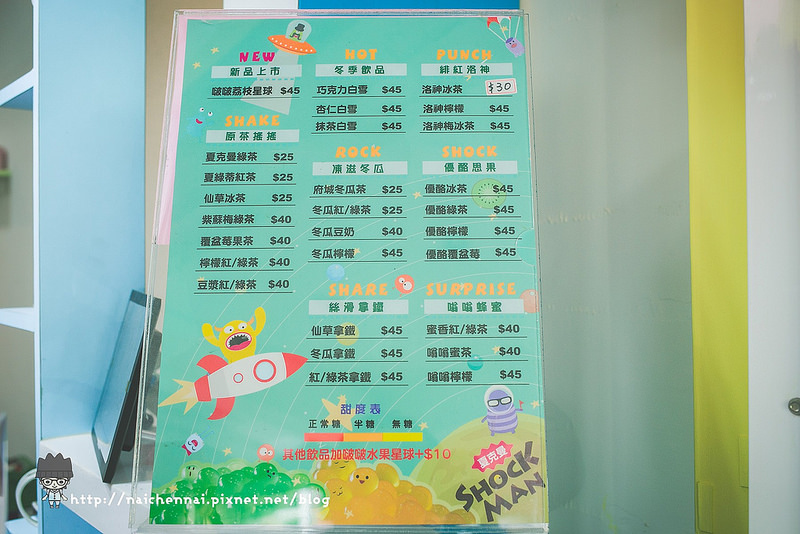 NEW
新品上市
啵啵荔枝星球 $45
SHAKE
原茶搖搖
夏克曼綠茶 $25
夏綠蒂紅茶 $25
仙草冰茶 $25
紫蘇梅綠茶 $40
覆盆莓果茶 $40
檸檬紅/綠茶 $40
豆漿紅/綠茶 $40
HOT
冬季飲品
巧克力白雪 $45
杏仁白雪 $45
抹茶白雪 $45
ROCK
凍滋冬瓜
府城冬瓜茶 $25
冬瓜紅/綠茶 $25
冬瓜豆奶 $40
冬瓜檸檬 $45
PUNCH
緋紅洛神
洛神冰茶 $30
洛神檸檬 $45
洛神梅冰茶 $45
SHOCK
優酪思果
優酪冰茶 $45
優酪綠茶 $45
優酪檸檬 $45
優酪覆盆莓 $45
SHARE
絲滑拿鐵
仙草拿鐵 $45
冬瓜拿鐵 $45
紅/綠茶拿鐵 $45
SURPRISE
嗡嗡蜂蜜
蜜香紅/綠茶 $40
嗡嗡蜜茶 $40
嗡嗡檸檬 $45
甜度表
正常糖 半糖 無糖
其他飲品加啵啵水果星球+$10
夏克曼
SHOCK
MAN
http://naichennai.pixnet.net/blog